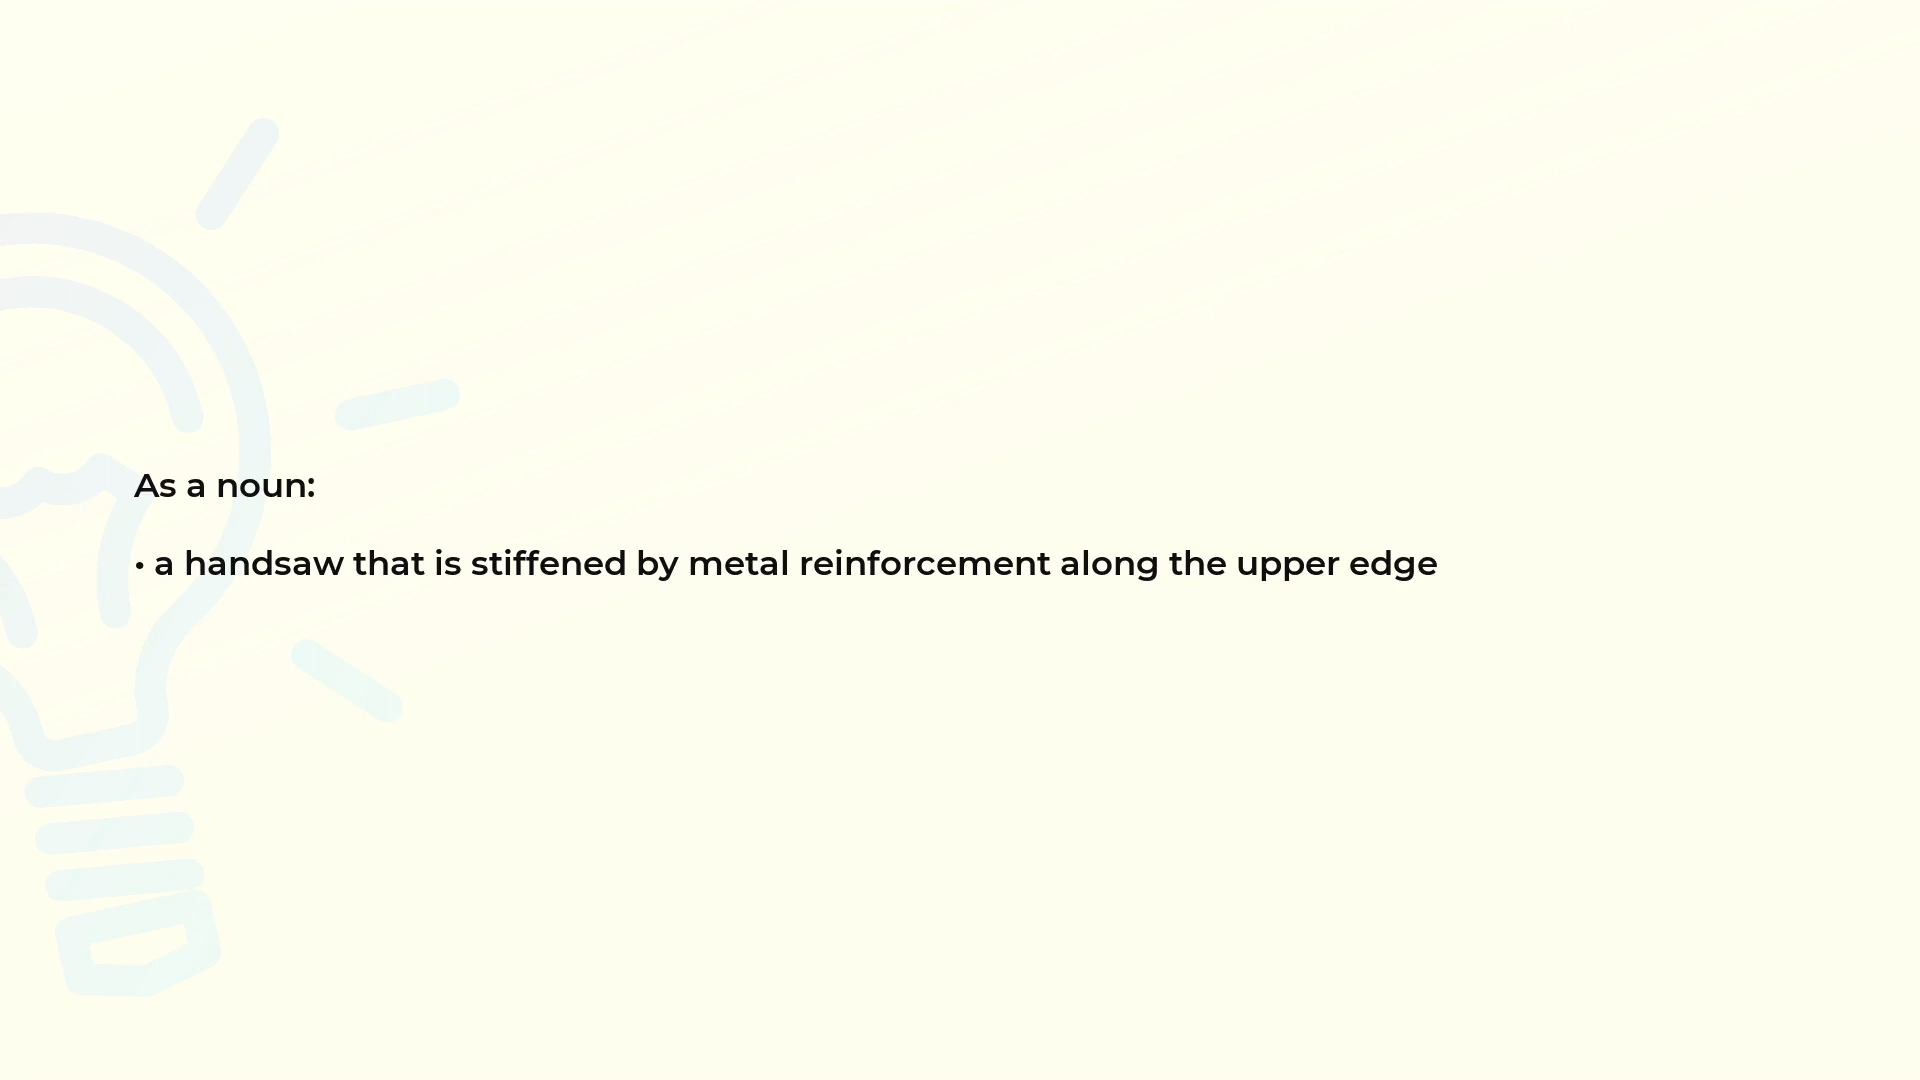 As a noun:
• a handsaw that is stiffened by metal reinforcement along the upper edge